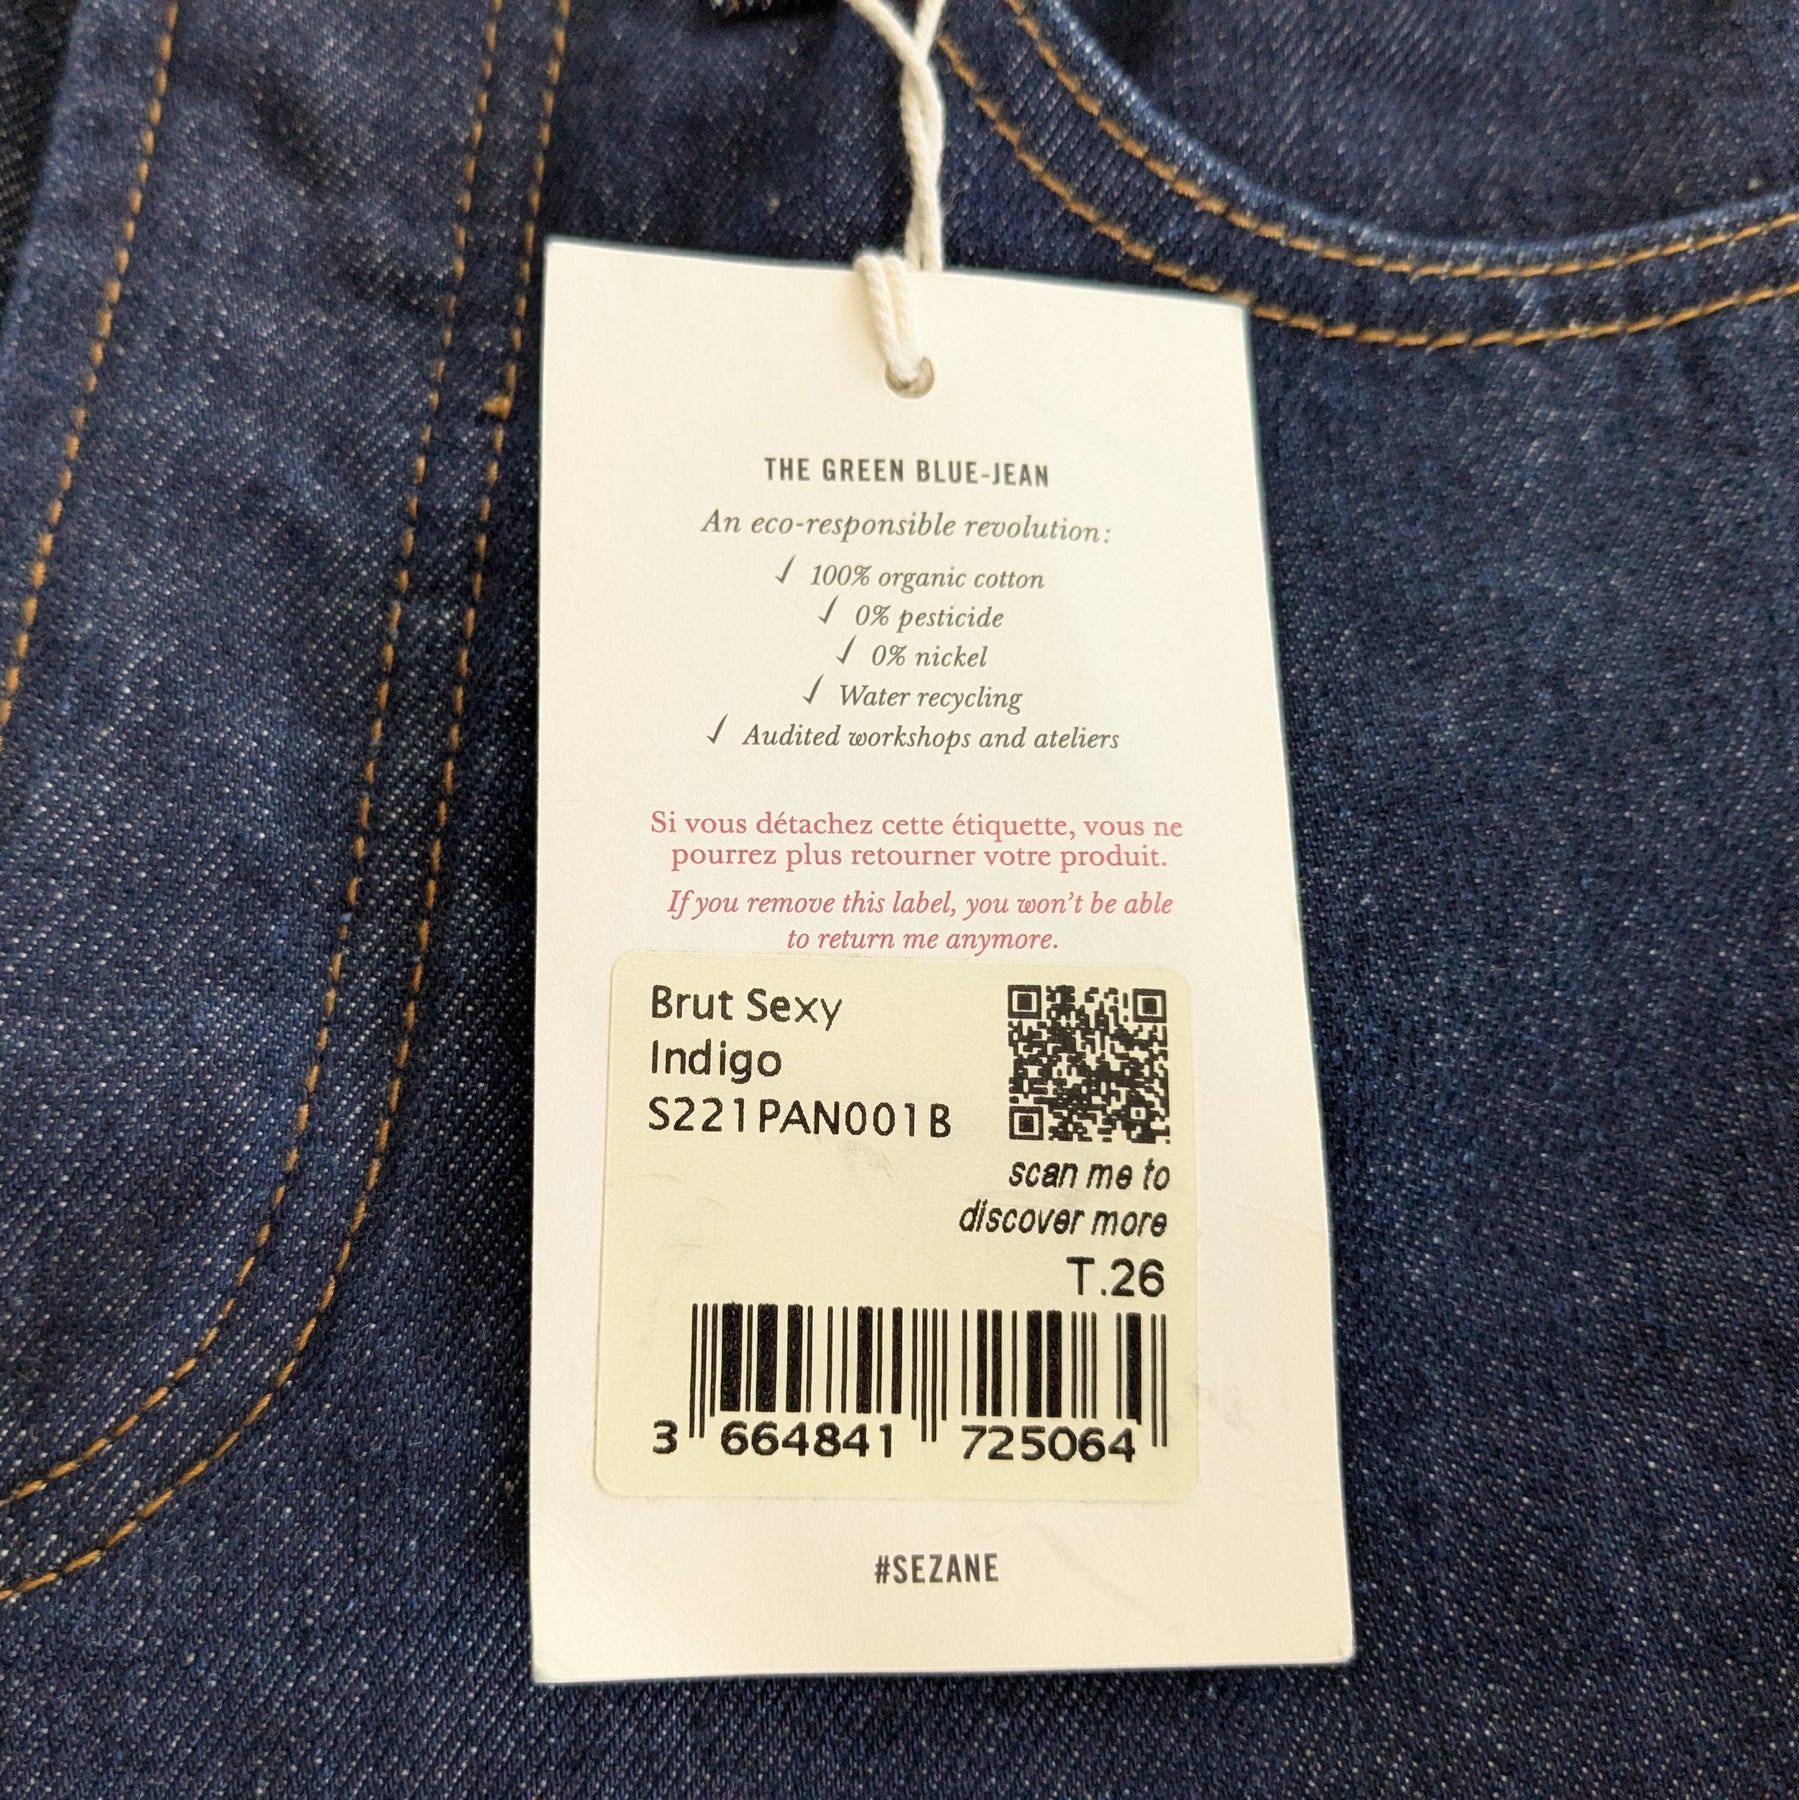 THE GREEN BLUE-JEAN
An eco-responsible revolution:
✓ 100% organic cotton
✓ 0% pesticide
✓ 0% nickel
✓ Water recycling
✓ Audited workshops and ateliers
Si vous détachez cette étiquette, vous ne
pourrez plus retourner votre produit.
If you remove this label, you won't be able
to return me anymore.
Brut Sexy
Indigo
S221PAN001B
scan me to
discover more
T.26
3 664841 725064
#SEZANE